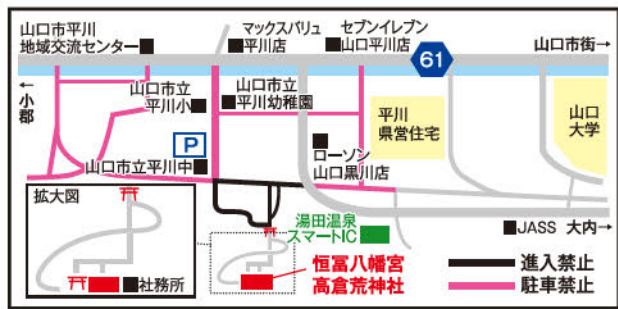 山口市平川
地域交流センター
マックスバリュ
平川店
セブンイレブン
山口平川店
61
山口市街→
←小郡
山口市立
平川小
山口市立
平川幼稚園
平川
県営住宅
山口
大学
P
山口市立平川中
ローソン
山口黒川店
拡大図
社務所
湯田温泉
スマートIC
JASS 大内→
恒冨八幡宮
高倉荒神社
進入禁止
駐車禁止